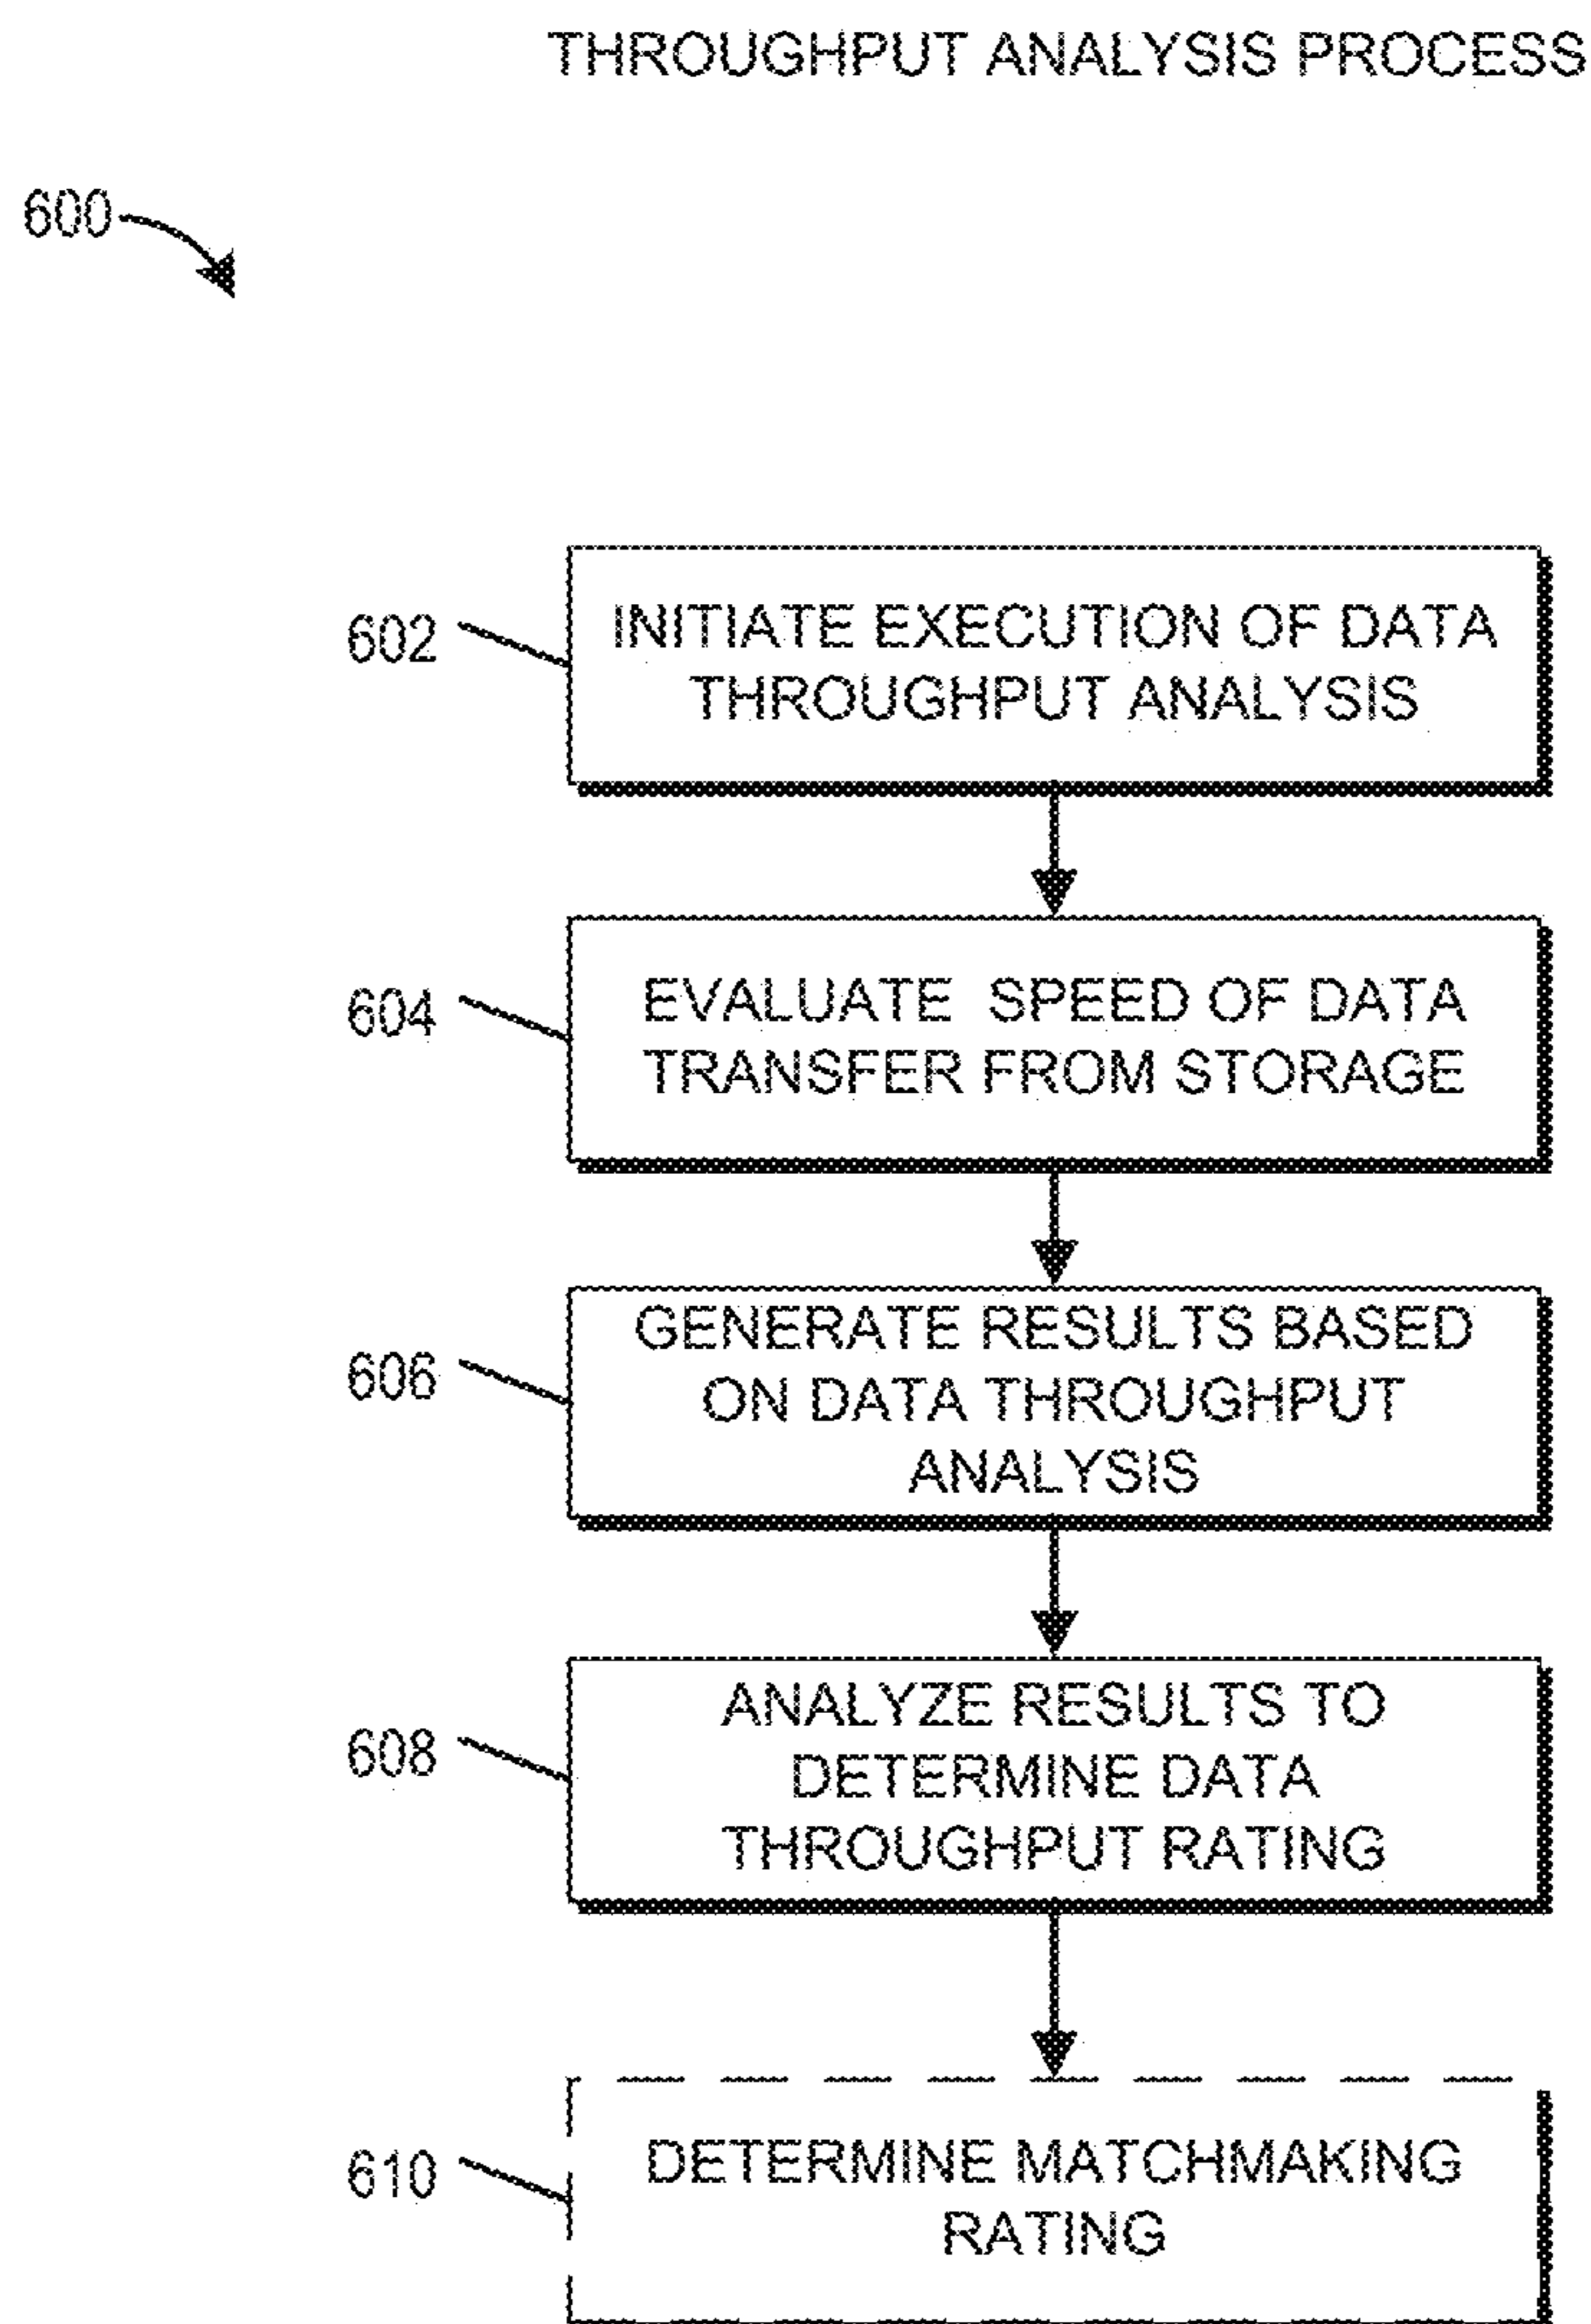 THROUGHPUT ANALYSIS PROCESS
600
602
INITIATE EXECUTION OF DATA
THROUGHPUT ANALYSIS
604
EVALUATE SPEED OF DATA
TRANSFER FROM STORAGE
606
GENERATE RESULTS BASED
ON DATA THROUGHPUT
ANALYSIS
608
ANALYZE RESULTS TO
DETERMINE DATA
THROUGHPUT RATING
610
DETERMINE MATCHMAKING
RATING